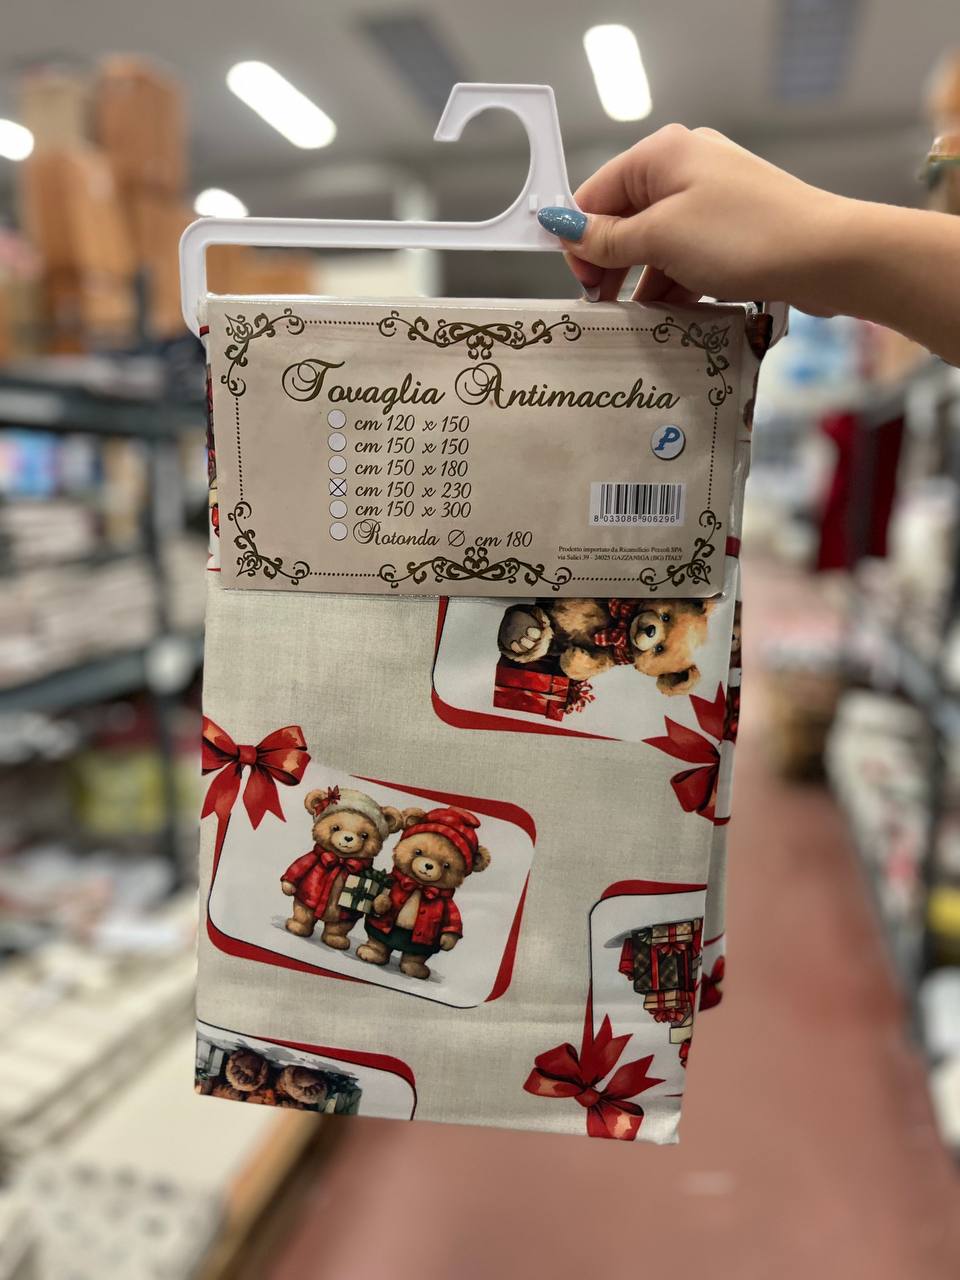 Tovaglia Antimacchia
cm 120 x 150
cm 150 x 150
cm 150 x 180
cm 150 x 230
cm 150 x 300
Rotonda Ø cm 180
P
8 033086 906296
Prodotto importato da Ricamificio Pezzoli SPA
via Salici 39 - 24025 GAZZANIGA (BG) ITALY